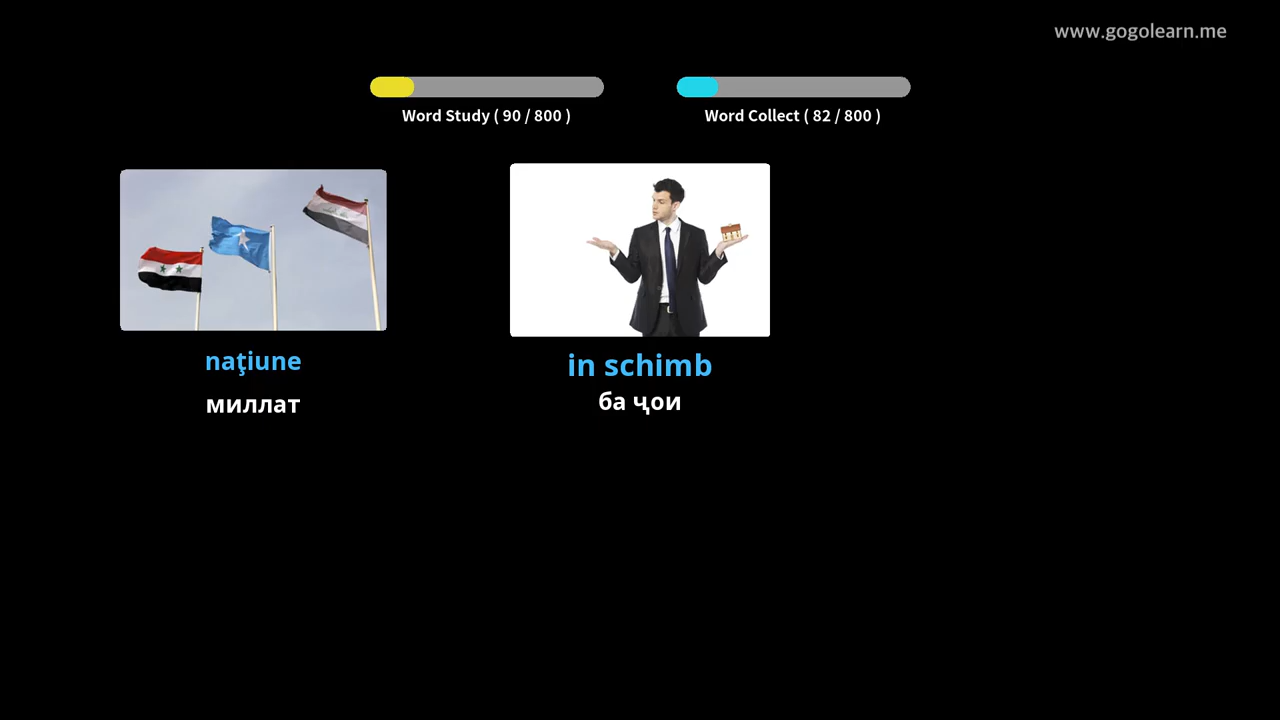 www.gogolearn.me
Word Study ( 90 / 800 )
Word Collect ( 82 / 800 )
naţiune
миллат
in schimb
ба ҷои